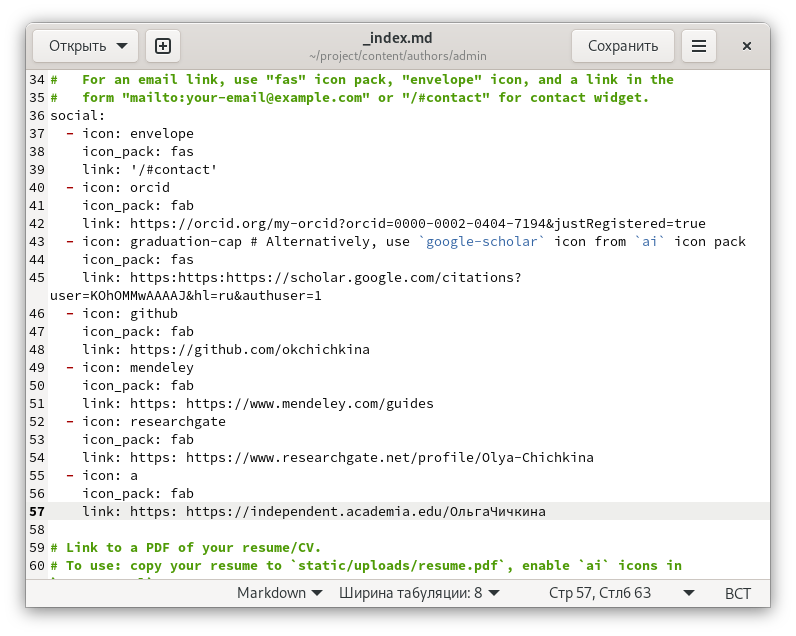 Открыть
_index.md
~/project/content/authors/admin
Сохранить
34 #   For an email link, use "fas" icon pack, "envelope" icon, and a link in the
35 #   form "mailto:your-email@example.com" or "/#contact" for contact widget.
36 social:
37   - icon: envelope
38     icon_pack: fas
39     link: '/#contact'
40   - icon: orcid
41     icon_pack: fab
42     link: https://orcid.org/my-orcid?orcid=0000-0002-0404-7194&justRegistered=true
43   - icon: graduation-cap # Alternatively, use `google-scholar` icon from `ai` icon pack
44     icon_pack: fas
45     link: https:https:https://scholar.google.com/citations?
user=KOhOMMwAAAAJ&hl=ru&authuser=1
46   - icon: github
47     icon_pack: fab
48     link: https://github.com/okchichkina
49   - icon: mendeley
50     icon_pack: fab
51     link: https: https://www.mendeley.com/guides
52   - icon: researchgate
53     icon_pack: fab
54     link: https: https://www.researchgate.net/profile/Olya-Chichkina
55   - icon: a
56     icon_pack: fab
57     link: https: https://independent.academia.edu/ОльгаЧичкина
58
59 # Link to a PDF of your resume/CV.
60 # To use: copy your resume to `static/uploads/resume.pdf`, enable `ai` icons in
Markdown
Ширина табуляции: 8
Стр 57, Стлб 63
ВСТ